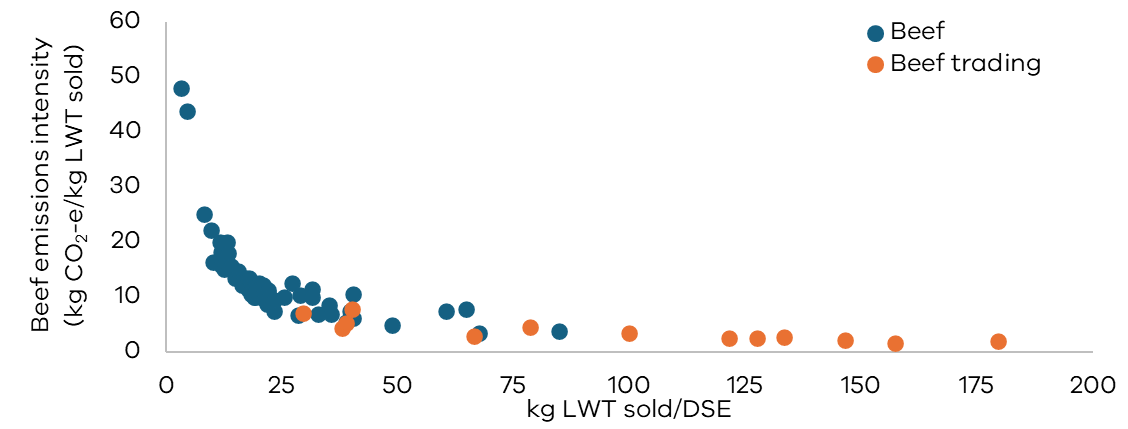 Beef emissions intensity
(kg CO₂-e/kg LWT sold)
60
50
40
30
20
10
0
0 25 50 75 100 125 150 175 200
kg LWT sold/DSE
Beef
Beef trading